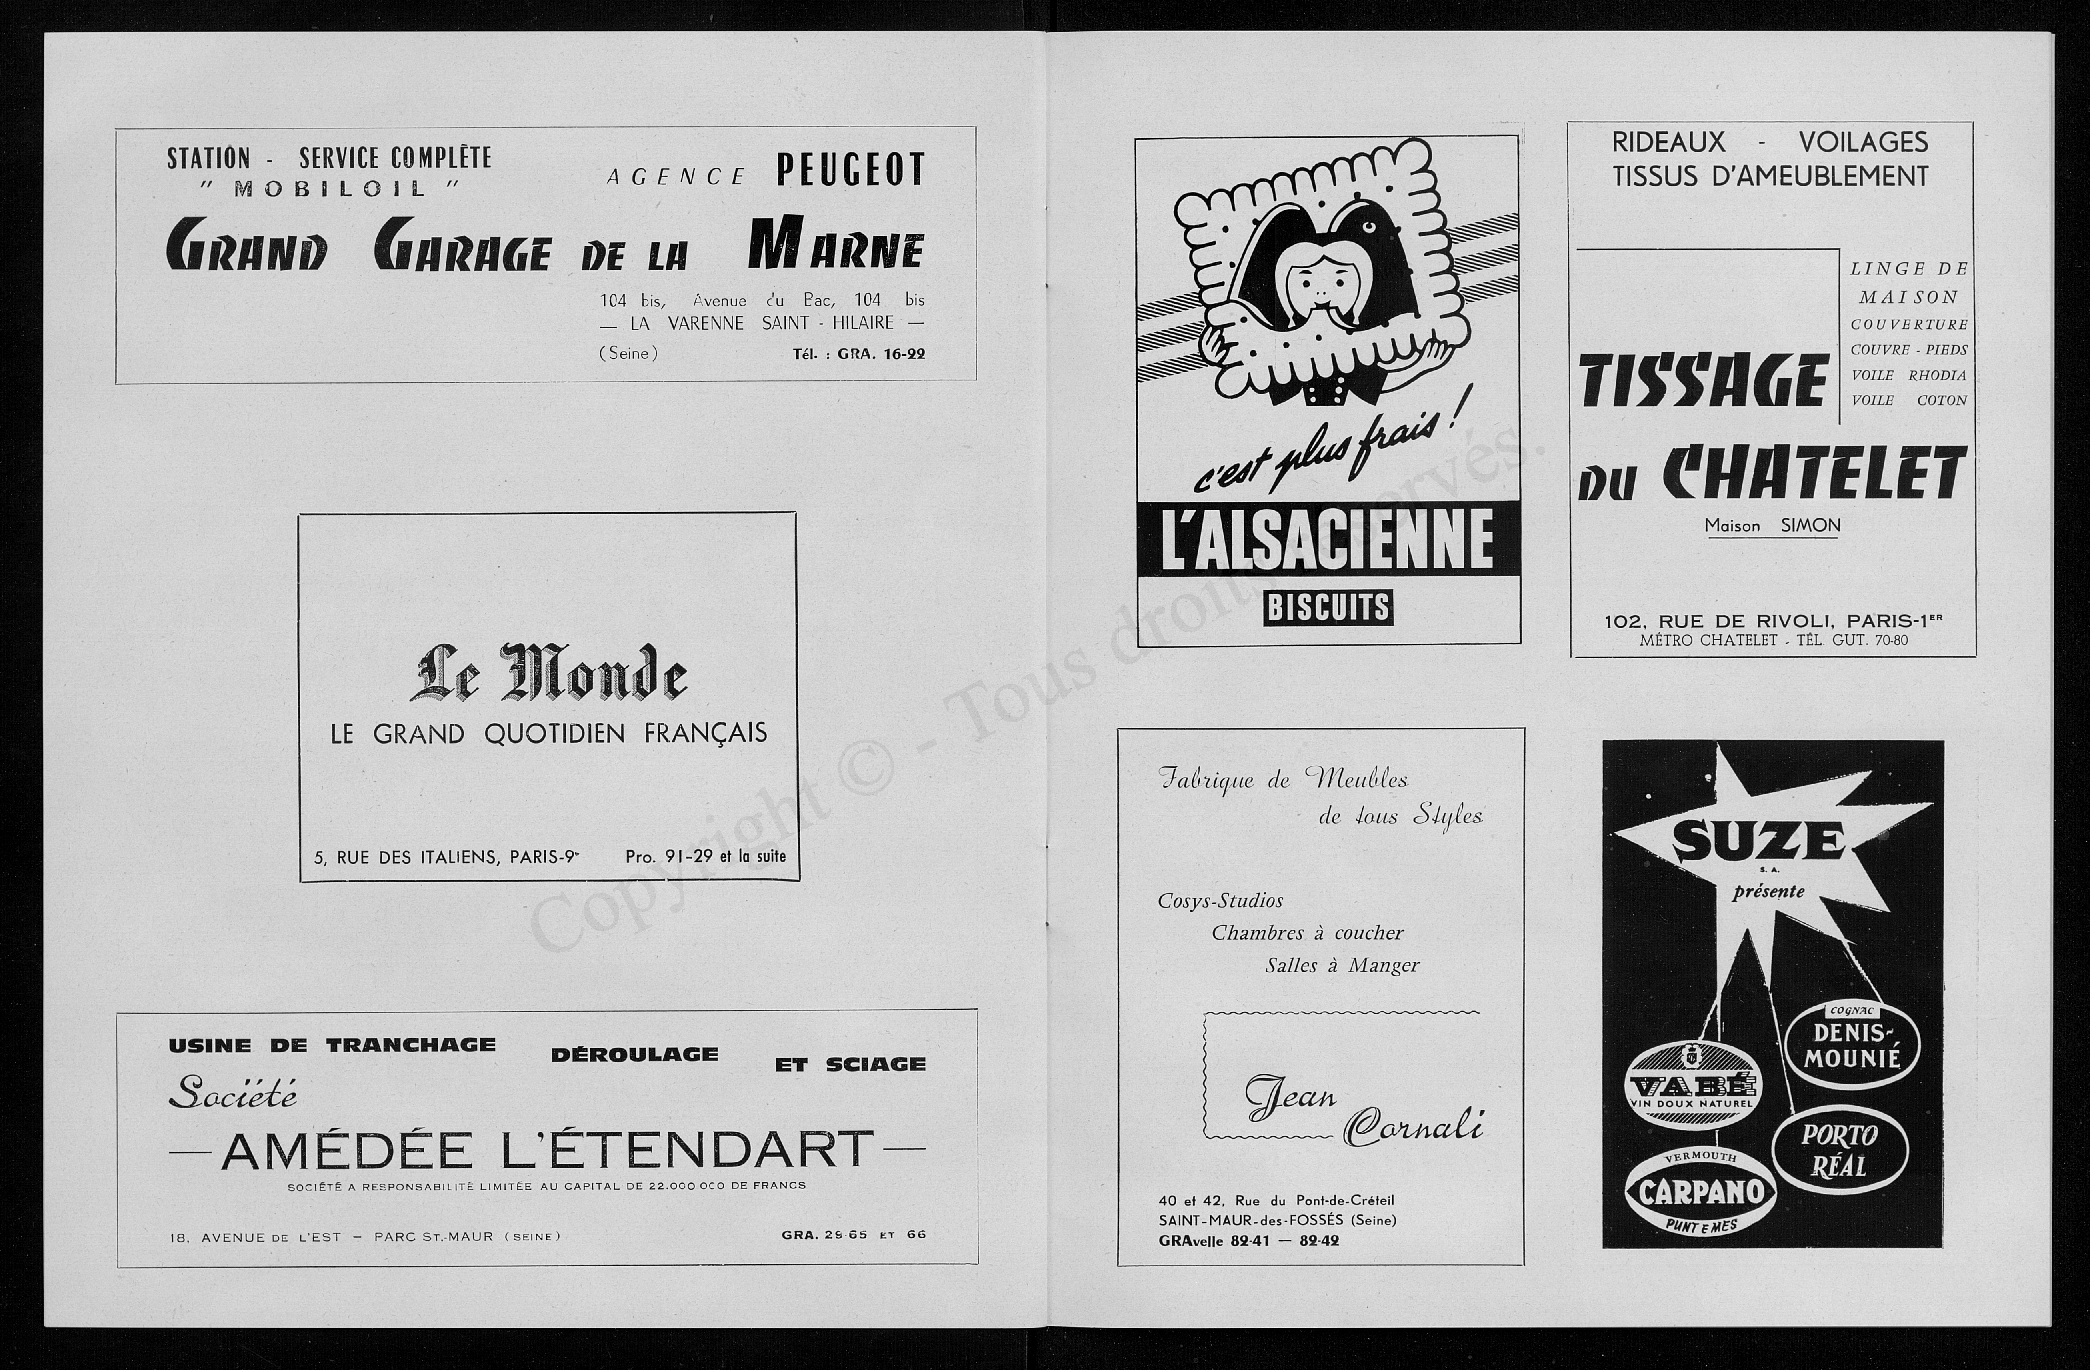 STATION - SERVICE COMPLÈTE
" MOBILOIL "
AGENCE PEUGEOT
GRAND GARAGE DE LA MARNE
104 bis, Avenue du Bac, 104 bis
— LA VARENNE SAINT - HILAIRE —
(Seine) Tél. : GRA. 16-22
Le Monde
LE GRAND QUOTIDIEN FRANÇAIS
5, RUE DES ITALIENS, PARIS-9e Pro. 91-29 et la suite
USINE DE TRANCHAGE DÉROULAGE ET SCIAGE
Société
— AMÉDÉE L'ÉTENDART —
SOCIÉTÉ A RESPONSABILITÉ LIMITÉE AU CAPITAL DE 22.000.000 DE FRANCS
18, AVENUE DE L'EST — PARC ST.-MAUR (SEINE) GRA. 29-65 ET 66
c'est plus frais !
L'ALSACIENNE
BISCUITS
RIDEAUX - VOILAGES
TISSUS D'AMEUBLEMENT
LINGE DE
MAISON
COUVERTURE
COUVRE - PIEDS
VOILE RHODIA
VOILE COTON
TISSAGE
DU CHATELET
Maison SIMON
102, RUE DE RIVOLI, PARIS-1ER
MÉTRO CHATELET - TÉL. GUT. 70-80
Fabrique de Meubles
de tous Styles
Cosys-Studios
Chambres à coucher
Salles à Manger
Jean
Cornali
40 et 42, Rue du Pont-de-Créteil
SAINT-MAUR-des-FOSSÉS (Seine)
GRAvelle 82-41 — 82-42
SUZE
S. A.
présente
COGNAC
DENIS-
MOUNIÉ
VABÉ
VIN DOUX NATUREL
PORTO
RÉAL
VERMOUTH
CARPANO
PUNT E MES
Copyright © - Tous droits réservés.